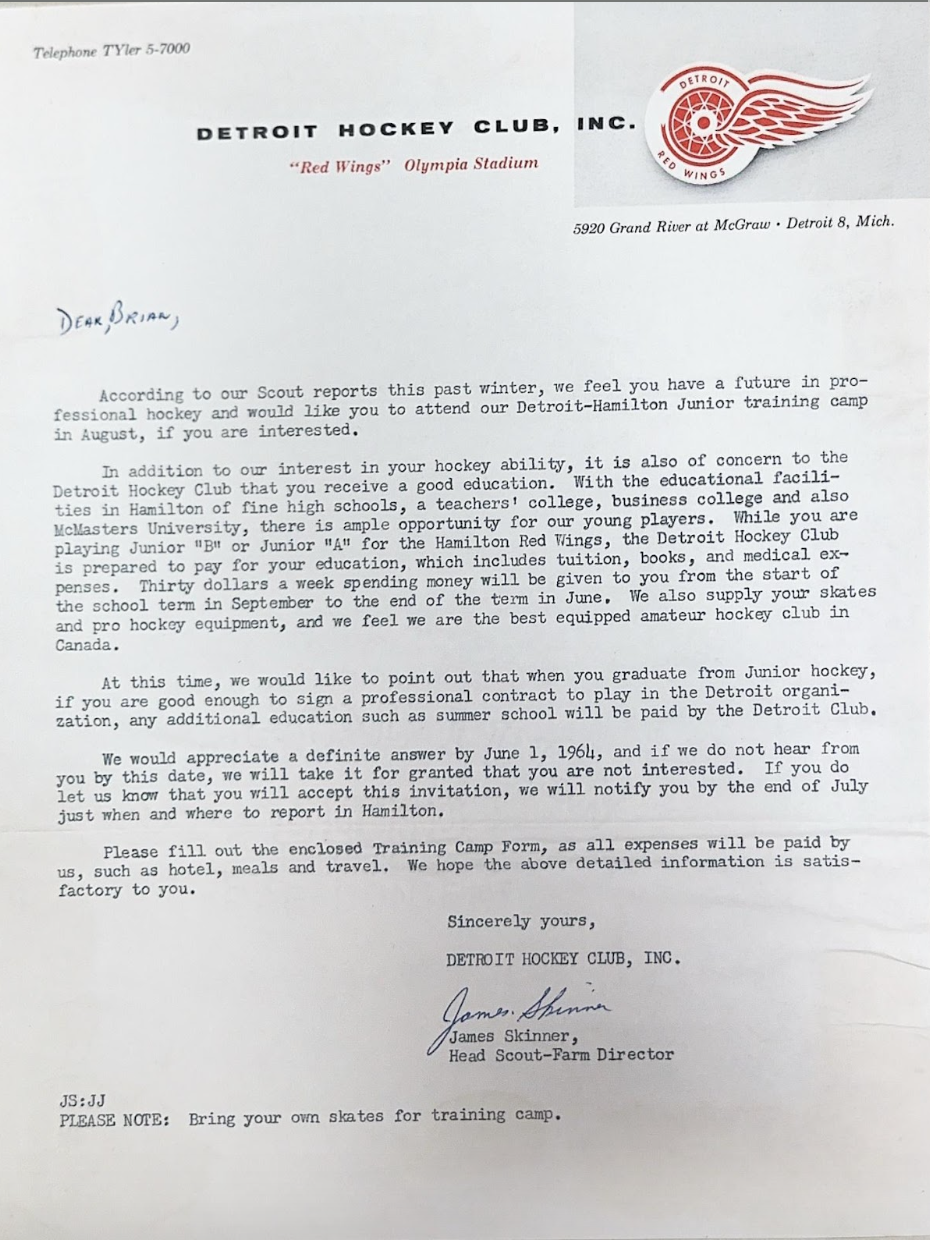 Telephone TYler 5-7000
DETROIT HOCKEY CLUB, INC.
"Red Wings" Olympia Stadium
DETROIT
RED WINGS
5920 Grand River at McGraw · Detroit 8, Mich.
Dear, Brian,
According to our Scout reports this past winter, we feel you have a future in pro-
fessional hockey and would like you to attend our Detroit-Hamilton Junior training camp
in August, if you are interested.
In addition to our interest in your hockey ability, it is also of concern to the
Detroit Hockey Club that you receive a good education. With the educational facili-
ties in Hamilton of fine high schools, a teachers' college, business college and also
McMasters University, there is ample opportunity for our young players. While you are
playing Junior "B" or Junior "A" for the Hamilton Red Wings, the Detroit Hockey Club
is prepared to pay for your education, which includes tuition, books, and medical ex-
penses. Thirty dollars a week spending money will be given to you from the start of
the school term in September to the end of the term in June. We also supply your skates
and pro hockey equipment, and we feel we are the best equipped amateur hockey club in
Canada.
At this time, we would like to point out that when you graduate from Junior hockey,
if you are good enough to sign a professional contract to play in the Detroit organi-
zation, any additional education such as summer school will be paid by the Detroit Club.
We would appreciate a definite answer by June 1, 1964, and if we do not hear from
you by this date, we will take it for granted that you are not interested. If you do
let us know that you will accept this invitation, we will notify you by the end of July
just when and where to report in Hamilton.
Please fill out the enclosed Training Camp Form, as all expenses will be paid by
us, such as hotel, meals and travel. We hope the above detailed information is satis-
factory to you.
Sincerely yours,
DETROIT HOCKEY CLUB, INC.
James Skinner
James Skinner,
Head Scout-Farm Director
JS:JJ
PLEASE NOTE: Bring your own skates for training camp.